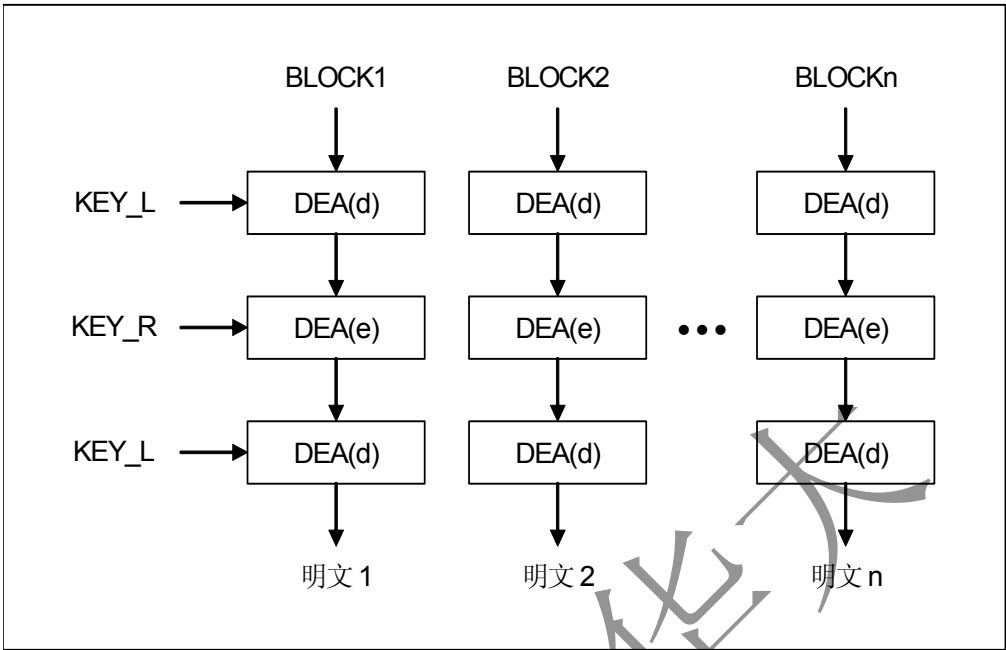 BLOCK1 BLOCK2 BLOCKn
KEY_L DEA(d) DEA(d) DEA(d)
KEY_R DEA(e) DEA(e) ••• DEA(e)
KEY_L DEA(d) DEA(d) DEA(d)
明文1 明文2 明文n